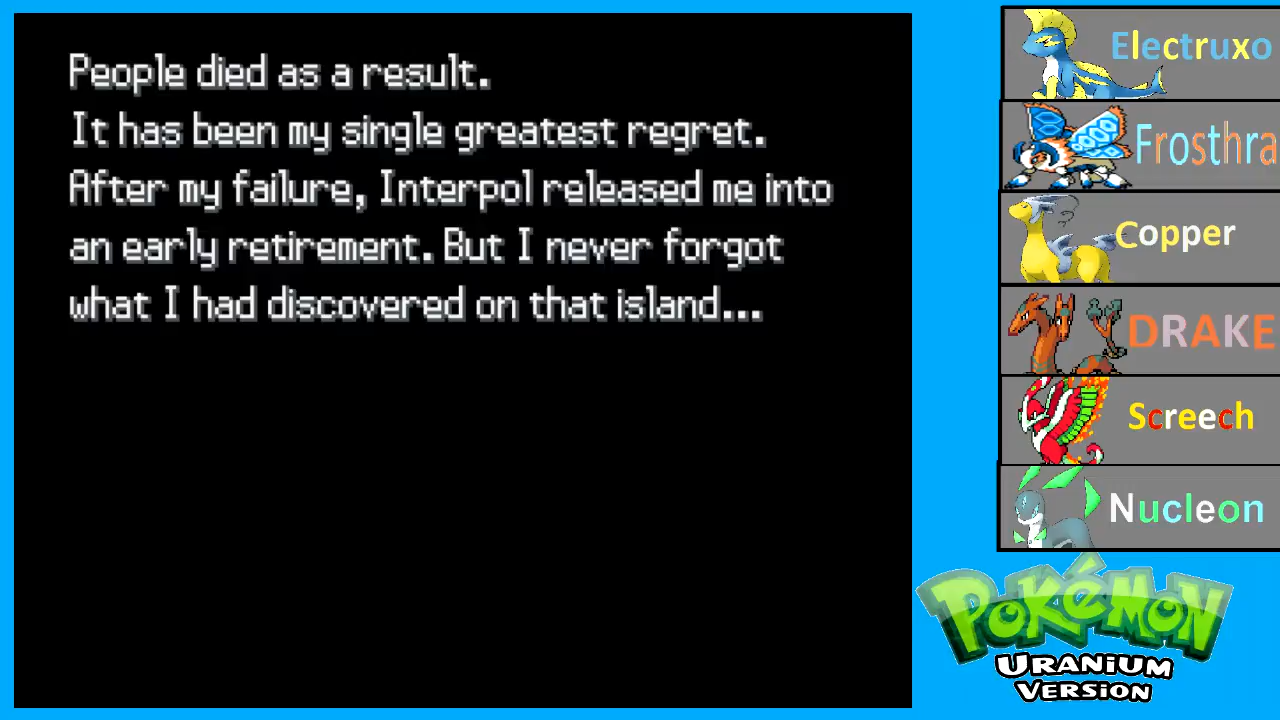 People died as a result.
It has been my single greatest regret.
After my failure, Interpol released me into
an early retirement. But I never forgot
what I had discovered on that island...
Electruxo
Frosthra
Copper
DRAKE
Screech
Nucleon
POKéMON
URANIUM
VERSION